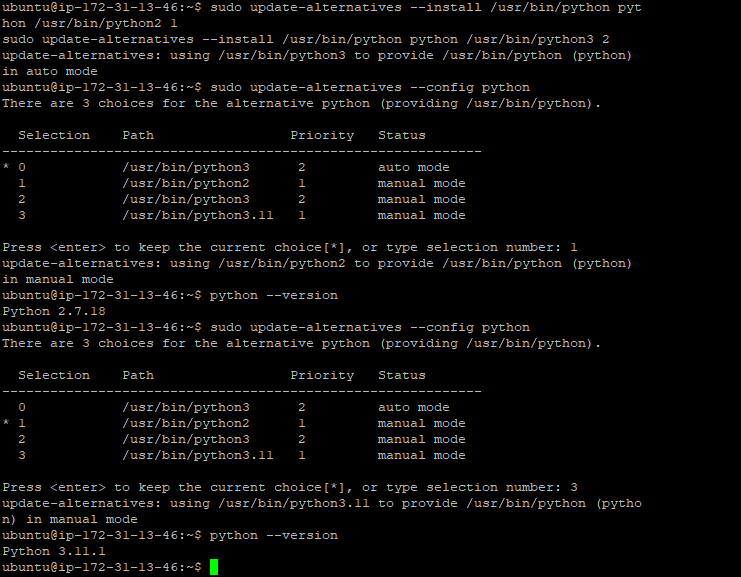 ubuntu@ip-172-31-13-46:~$ sudo update-alternatives --install /usr/bin/python pyt
hon /usr/bin/python2 1
sudo update-alternatives --install /usr/bin/python python /usr/bin/python3 2
update-alternatives: using /usr/bin/python3 to provide /usr/bin/python (python)
in auto mode
ubuntu@ip-172-31-13-46:~$ sudo update-alternatives --config python
There are 3 choices for the alternative python (providing /usr/bin/python).

  Selection    Path                 Priority   Status
------------------------------------------------------------
* 0            /usr/bin/python3      2         auto mode
  1            /usr/bin/python2      1         manual mode
  2            /usr/bin/python3      2         manual mode
  3            /usr/bin/python3.11   1         manual mode

Press <enter> to keep the current choice[*], or type selection number: 1
update-alternatives: using /usr/bin/python2 to provide /usr/bin/python (python)
in manual mode
ubuntu@ip-172-31-13-46:~$ python --version
Python 2.7.18
ubuntu@ip-172-31-13-46:~$ sudo update-alternatives --config python
There are 3 choices for the alternative python (providing /usr/bin/python).

  Selection    Path                 Priority   Status
------------------------------------------------------------
  0            /usr/bin/python3      2         auto mode
* 1            /usr/bin/python2      1         manual mode
  2            /usr/bin/python3      2         manual mode
  3            /usr/bin/python3.11   1         manual mode

Press <enter> to keep the current choice[*], or type selection number: 3
update-alternatives: using /usr/bin/python3.11 to provide /usr/bin/python (pytho
n) in manual mode
ubuntu@ip-172-31-13-46:~$ python --version
Python 3.11.1
ubuntu@ip-172-31-13-46:~$